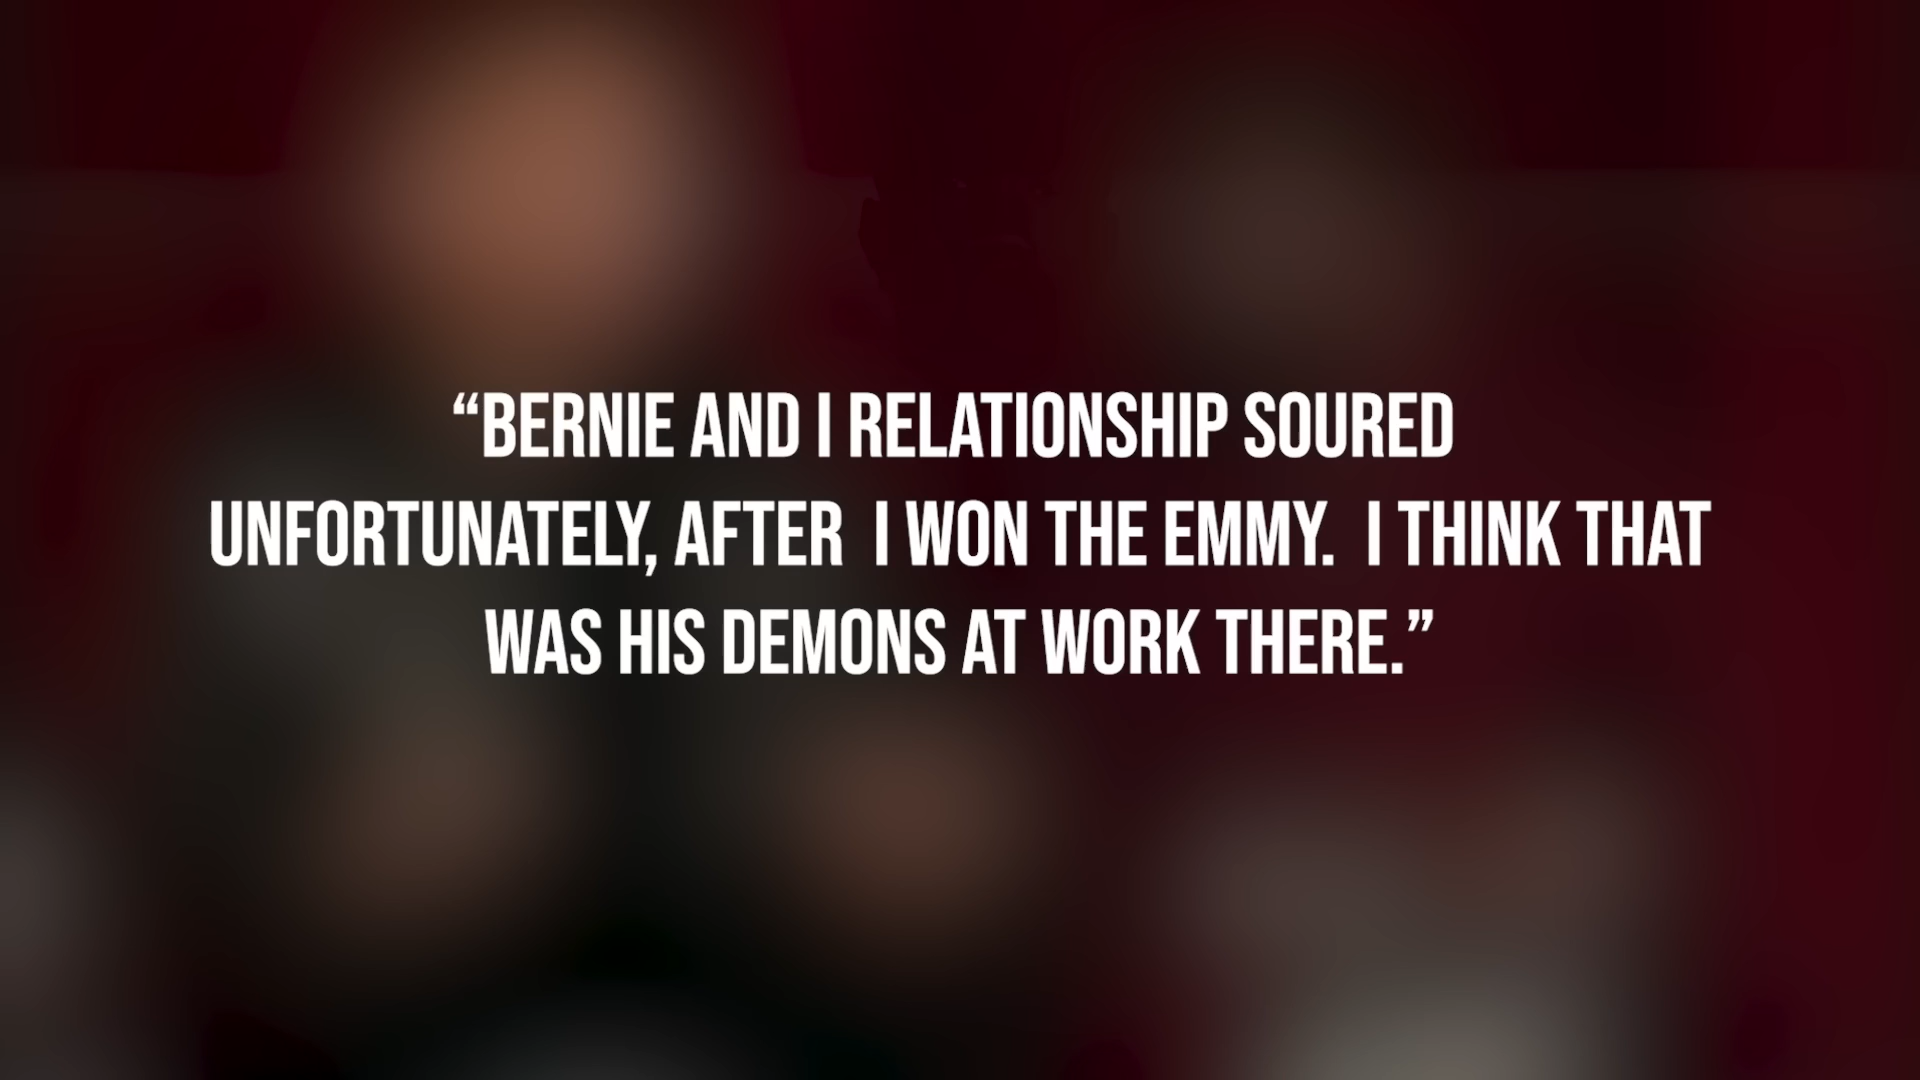 “BERNIE AND I RELATIONSHIP SOURED
UNFORTUNATELY, AFTER  I WON THE EMMY.  I THINK THAT
WAS HIS DEMONS AT WORK THERE.”